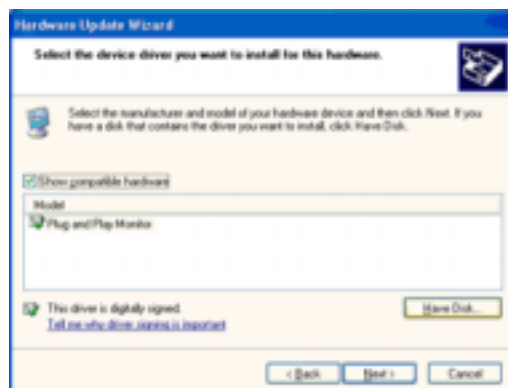 Hardware Update Wizard
Select the device driver you want to install for this hardware.
Select the manufacturer and model of your hardware device and then click Next. If you
have a disk that contains the driver you want to install, click Have Disk.
Show compatible hardware
Model
Plug and Play Monitor
This driver is digitally signed.
Have Disk...
Tell me why driver signing is important
< Back
Next >
Cancel